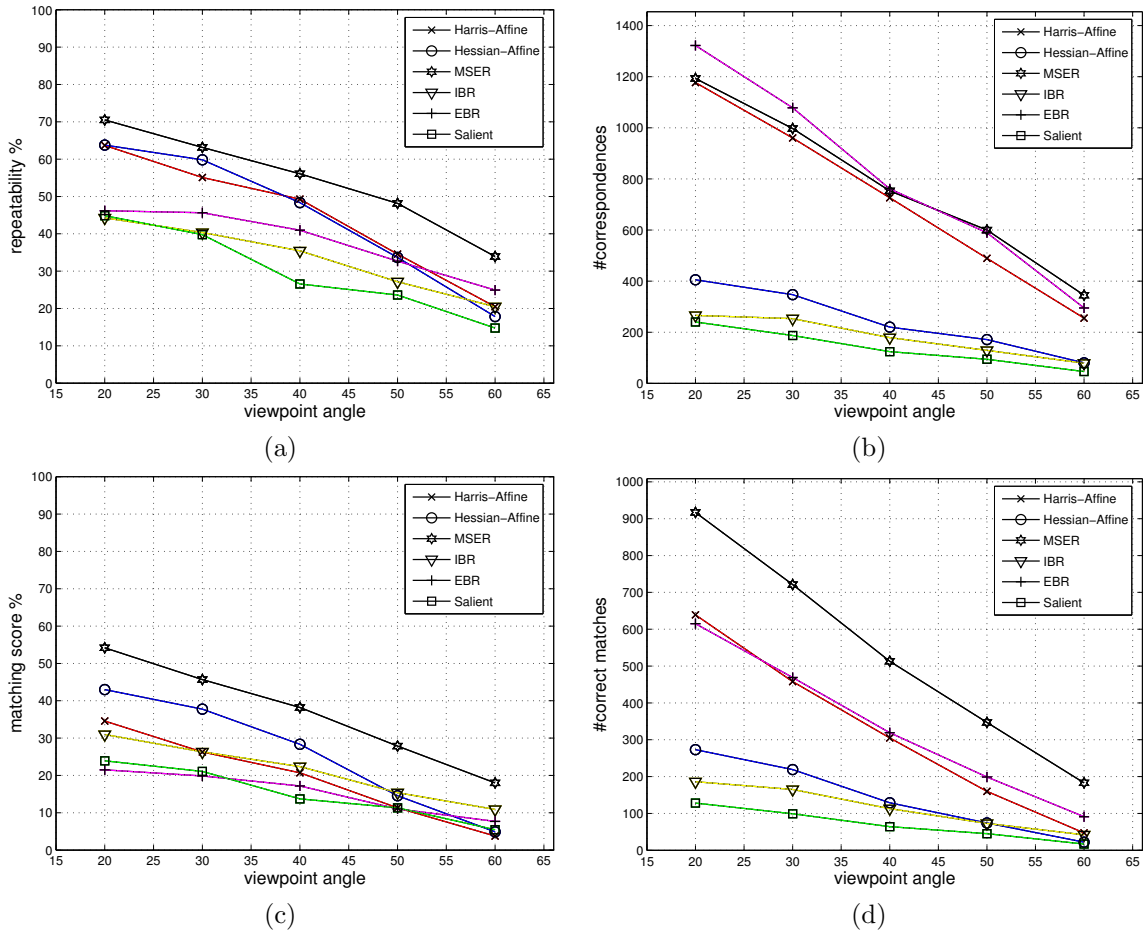 100
90
80
70
60
50
40
30
20
10
0
repeatability %
15 20 25 30 35 40 45 50 55 60 65
viewpoint angle
Harris−Affine
Hessian−Affine
MSER
IBR
EBR
Salient
(a)
1400
1200
1000
800
600
400
200
0
#correspondences
15 20 25 30 35 40 45 50 55 60 65
viewpoint angle
Harris−Affine
Hessian−Affine
MSER
IBR
EBR
Salient
(b)
100
90
80
70
60
50
40
30
20
10
0
matching score %
15 20 25 30 35 40 45 50 55 60 65
viewpoint angle
Harris−Affine
Hessian−Affine
MSER
IBR
EBR
Salient
(c)
1000
900
800
700
600
500
400
300
200
100
0
#correct matches
15 20 25 30 35 40 45 50 55 60 65
viewpoint angle
Harris−Affine
Hessian−Affine
MSER
IBR
EBR
Salient
(d)